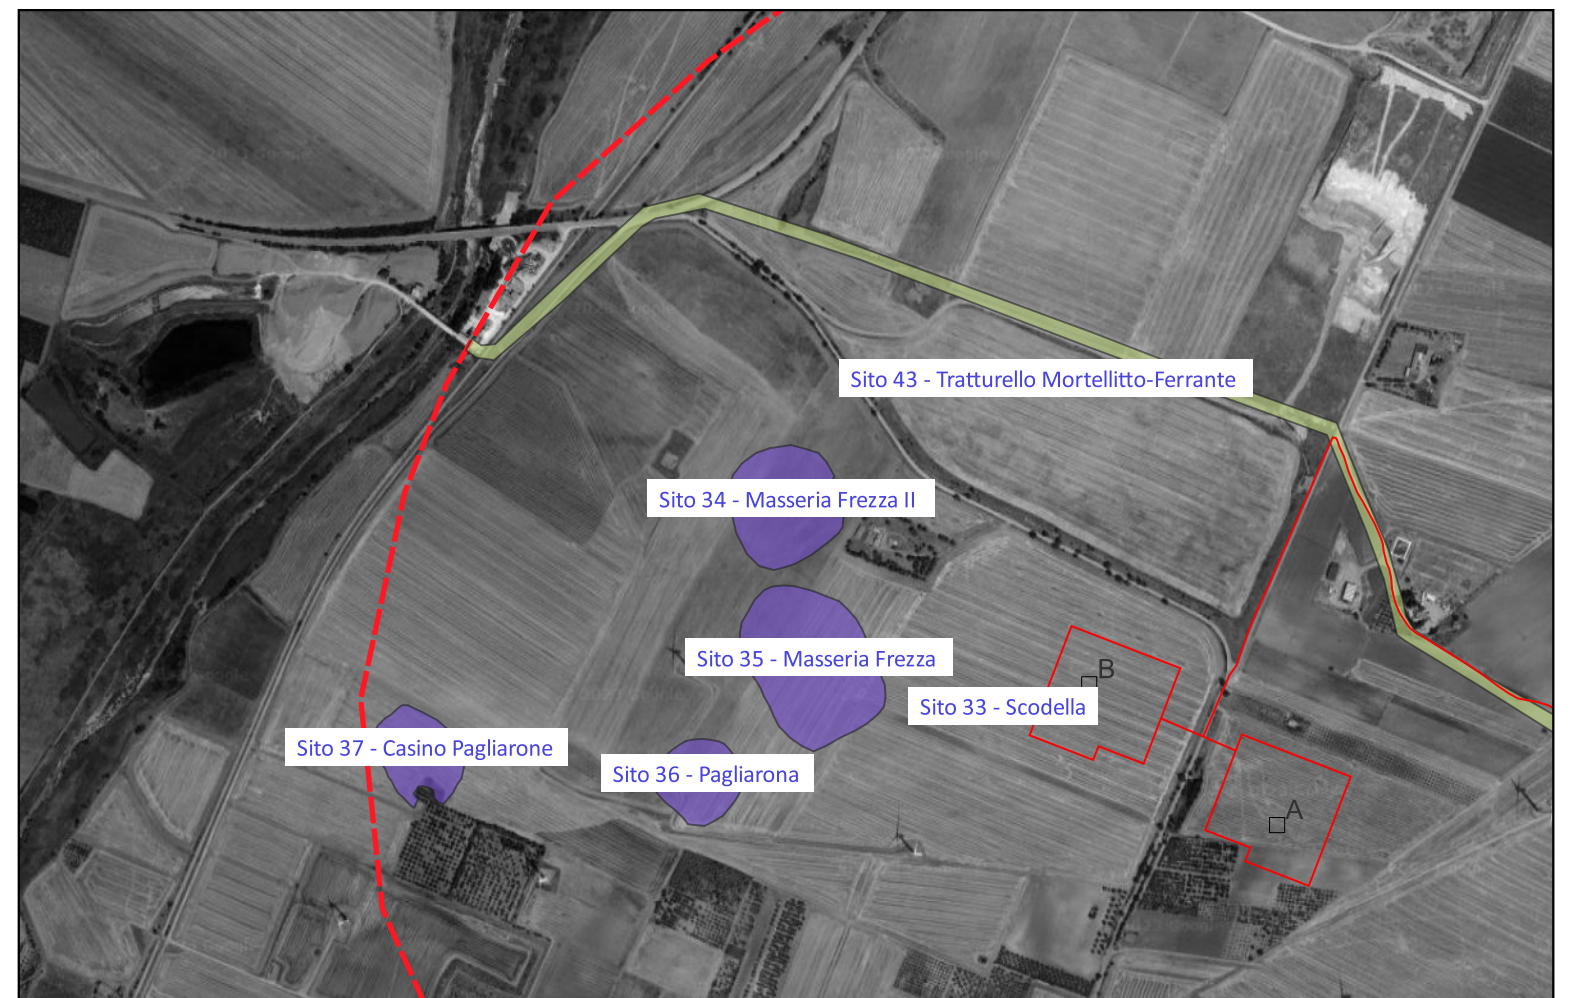 Sito 43 - Tratturello Mortellitto-Ferrante
Sito 34 - Masseria Frezza II
Sito 35 - Masseria Frezza
B
Sito 33 - Scodella
Sito 37 - Casino Pagliarone
Sito 36 - Pagliarona
A